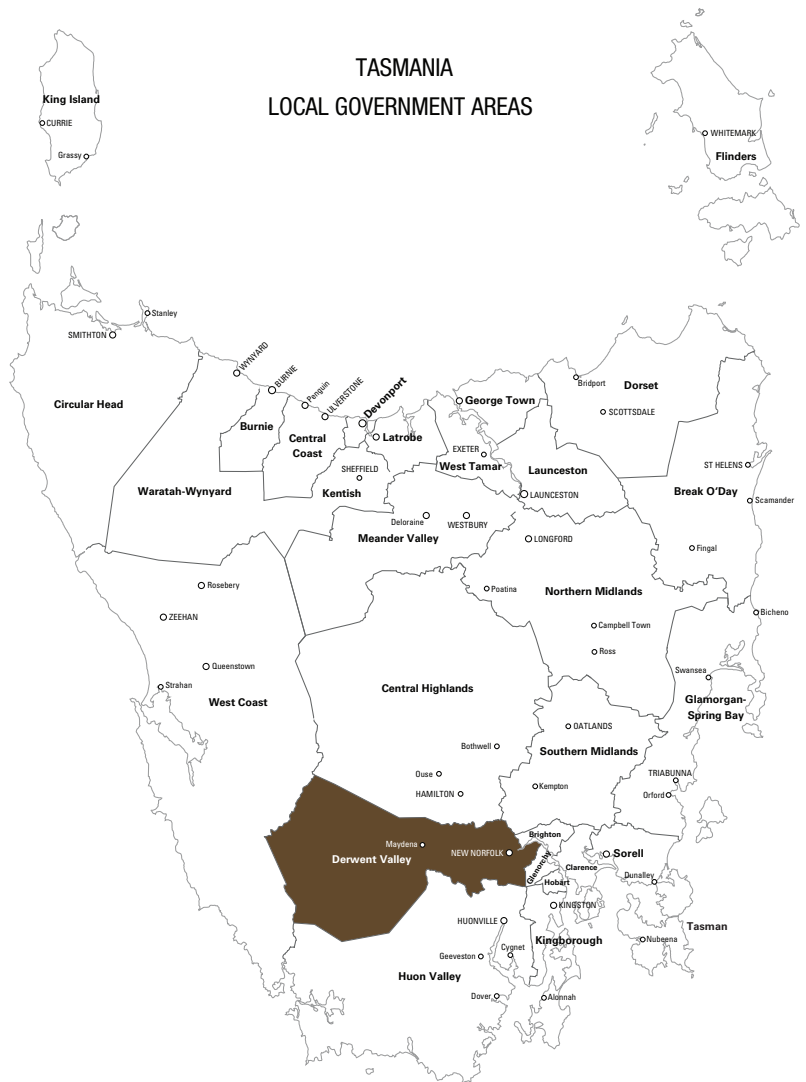 TASMANIA
LOCAL GOVERNMENT AREAS
King Island
CURRIE
Grassy
WHITEMARK
Flinders
Stanley
SMITHTON
WYNYARD
BURNIE
Penguin
ULVERSTONE
Devonport
George Town
Bridport
Dorset
SCOTTSDALE
Circular Head
Burnie
Central
Coast
Latrobe
EXETER
West Tamar
Launceston
LAUNCESTON
ST HELENS
Break O'Day
Scamander
SHEFFIELD
Kentish
Waratah-Wynyard
Deloraine
WESTBURY
Meander Valley
LONGFORD
Fingal
Rosebery
ZEEHAN
Poatina
Northern Midlands
Bicheno
Campbell Town
Ross
Queenstown
Strahan
West Coast
Central Highlands
Swansea
Glamorgan-
Spring Bay
OATLANDS
Bothwell
Southern Midlands
Ouse
HAMILTON
Kempton
TRIABUNNA
Orford
Brighton
Maydena
Derwent Valley
NEW NORFOLK
Glenorchy
Clarence
Sorell
Hobart
Dunalley
KINGSTON
HUONVILLE
Kingborough
Tasman
Nubeena
Cygnet
Geeveston
Huon Valley
Dover
Alonnah